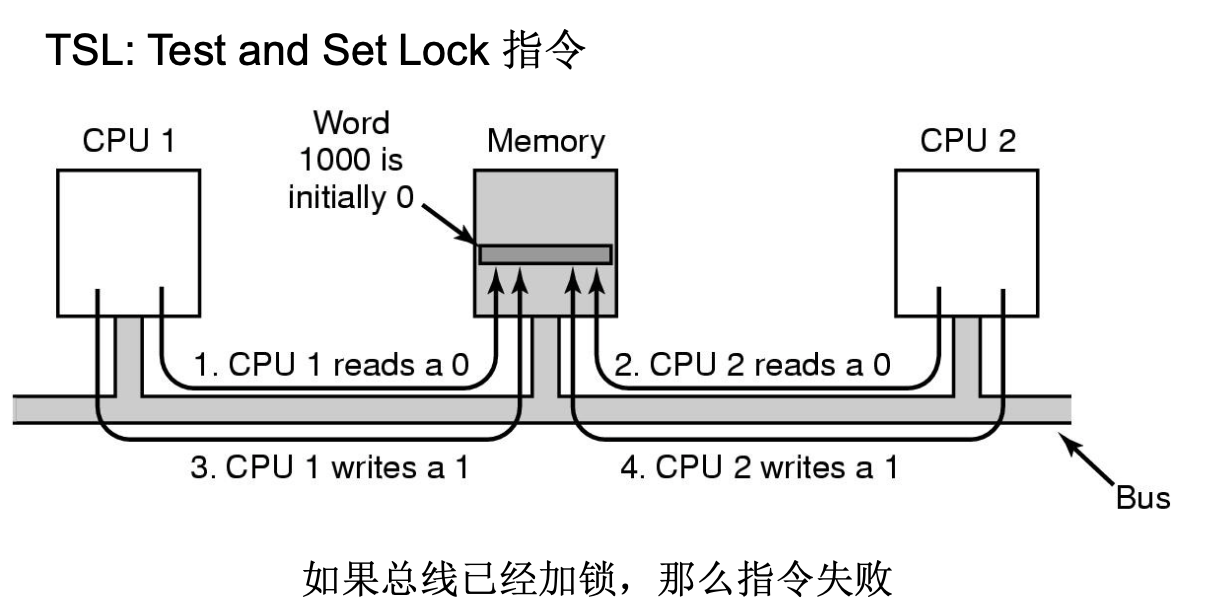 TSL: Test and Set Lock 指令
Word
1000 is
initially 0
CPU 1
Memory
CPU 2
1. CPU 1 reads a 0
2. CPU 2 reads a 0
3. CPU 1 writes a 1
4. CPU 2 writes a 1
Bus
如果总线已经加锁，那么指令失败